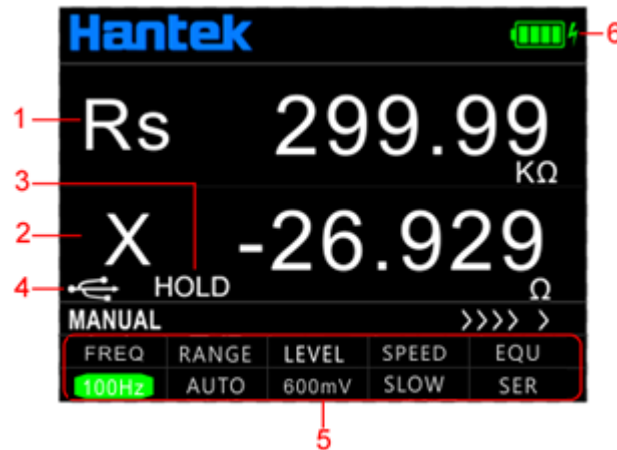 Hantek
6
1 Rs 299.99
KΩ
3
2 X -26.929
4 HOLD Ω
MANUAL >>>> >
FREQ RANGE LEVEL SPEED EQU
100Hz AUTO 600mV SLOW SER
5